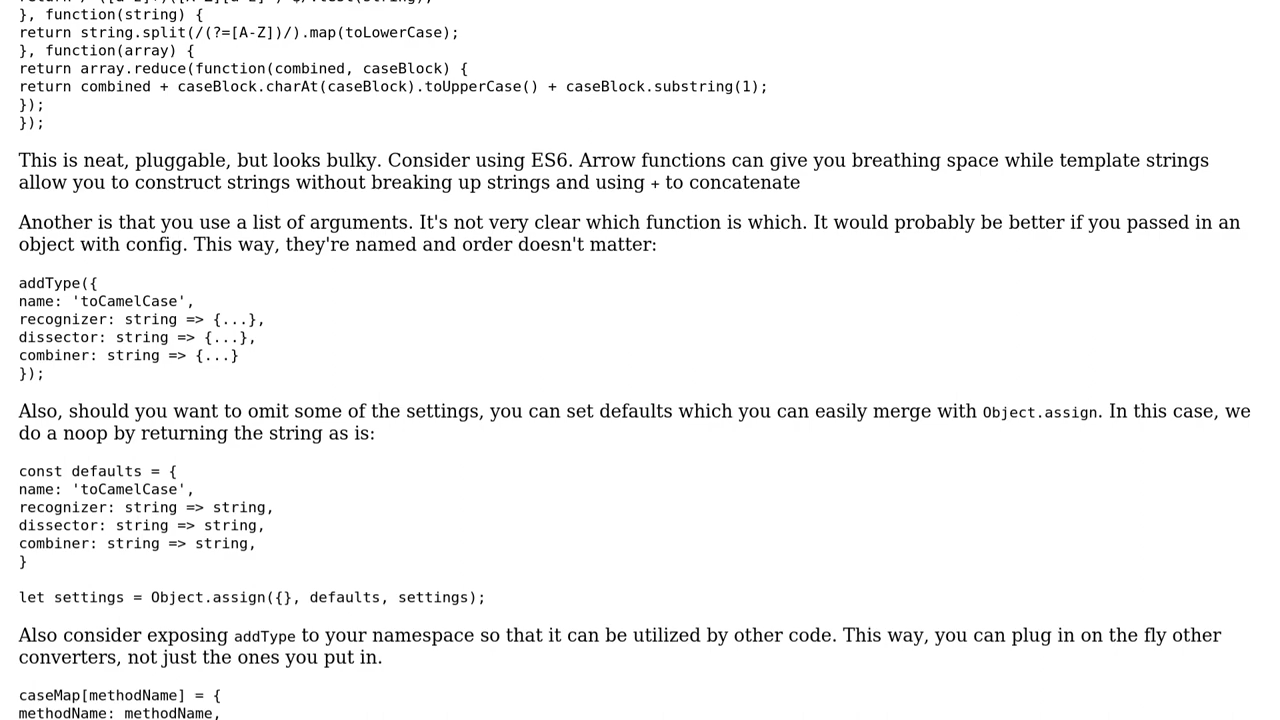 }, function(string) {
return string.split(/(?=[A-Z])/).map(toLowerCase);
}, function(array) {
return array.reduce(function(combined, caseBlock) {
return combined + caseBlock.charAt(caseBlock).toUpperCase() + caseBlock.substring(1);
});
});
This is neat, pluggable, but looks bulky. Consider using ES6. Arrow functions can give you breathing space while template strings
allow you to construct strings without breaking up strings and using + to concatenate
Another is that you use a list of arguments. It's not very clear which function is which. It would probably be better if you passed in an
object with config. This way, they're named and order doesn't matter:
addType({
name: 'toCamelCase',
recognizer: string => {...},
dissector: string => {...},
combiner: string => {...}
});
Also, should you want to omit some of the settings, you can set defaults which you can easily merge with Object.assign. In this case, we
do a noop by returning the string as is:
const defaults = {
name: 'toCamelCase',
recognizer: string => string,
dissector: string => string,
combiner: string => string,
}
let settings = Object.assign({}, defaults, settings);
Also consider exposing addType to your namespace so that it can be utilized by other code. This way, you can plug in on the fly other
converters, not just the ones you put in.
caseMap[methodName] = {
methodName: methodName,